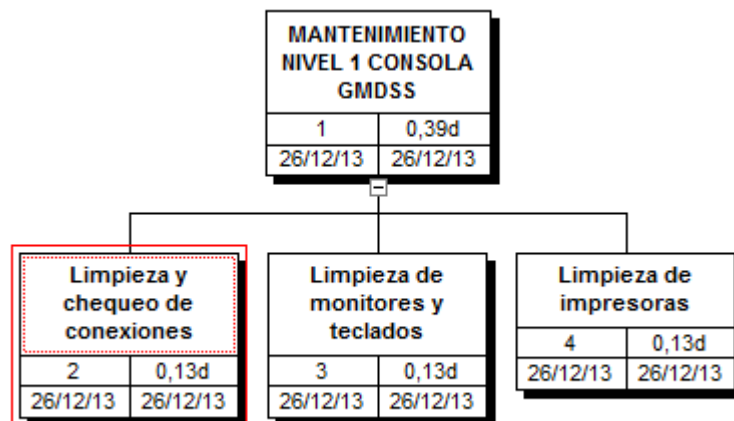 MANTENIMIENTO
NIVEL 1 CONSOLA
GMDSS
1 0,39d
26/12/13 26/12/13
Limpieza y
chequeo de
conexiones
2 0,13d
26/12/13 26/12/13
Limpieza de
monitores y
teclados
3 0,13d
26/12/13 26/12/13
Limpieza de
impresoras
4 0,13d
26/12/13 26/12/13